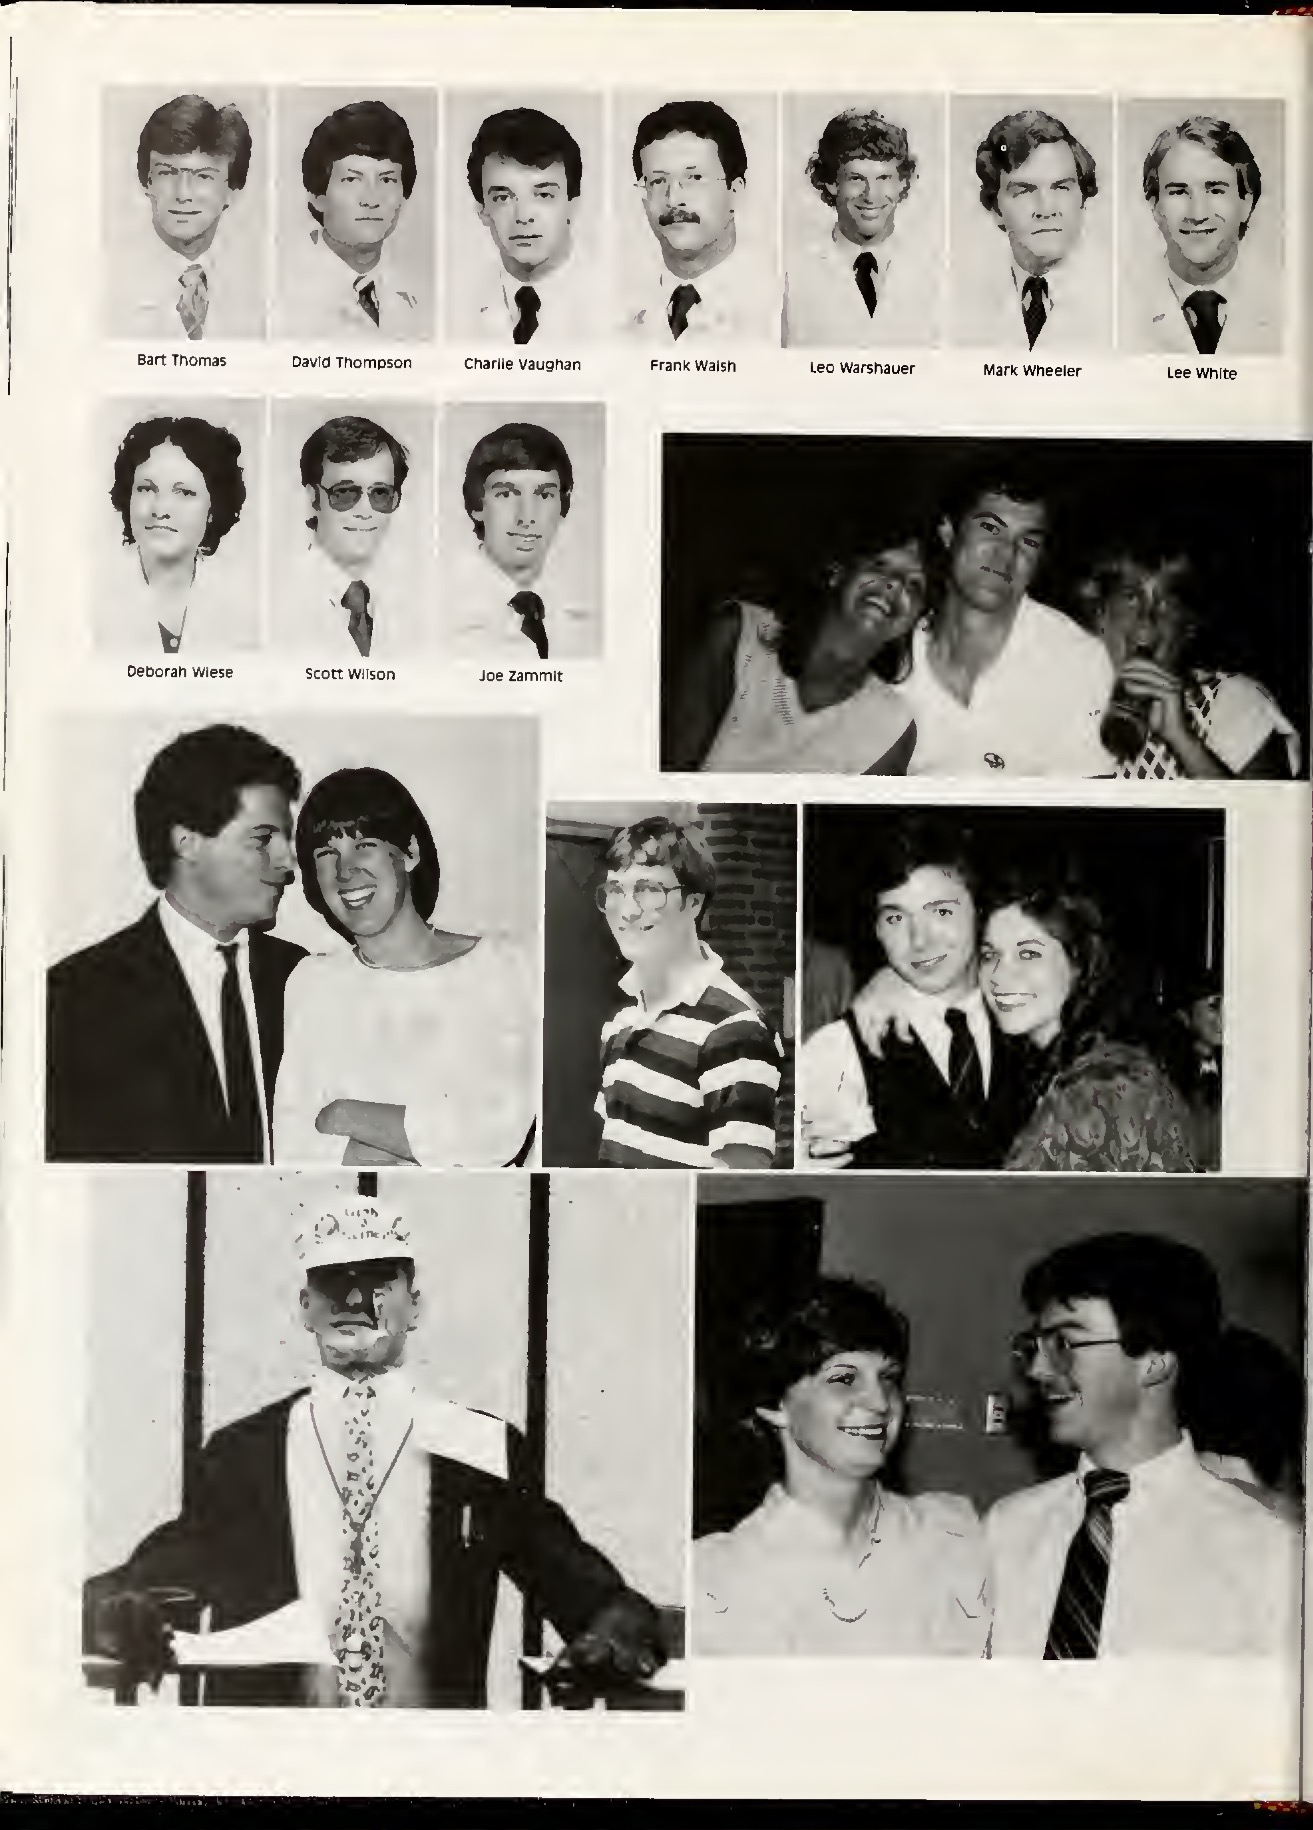 Bart Thomas
David Thompson
Charlie Vaughan
Frank Walsh
Leo Warshauer
Mark Wheeler
Lee White
Deborah Wiese
Scott Wilson
Joe Zammit